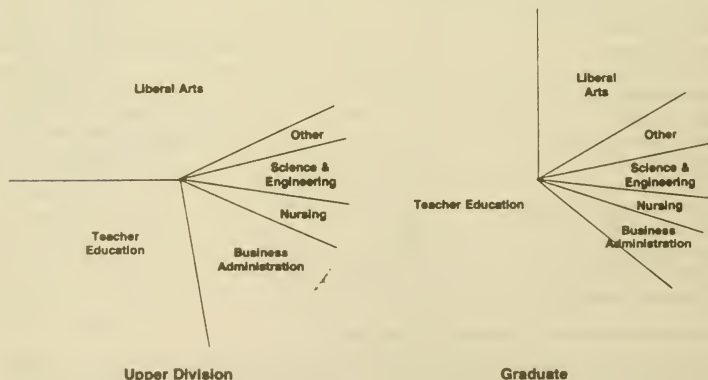 Liberal Arts
Other
Science &
Engineering
Nursing
Business
Administration
Teacher
Education
Upper Division
Liberal
Arts
Other
Science &
Engineering
Nursing
Business
Administration
Teacher Education
Graduate